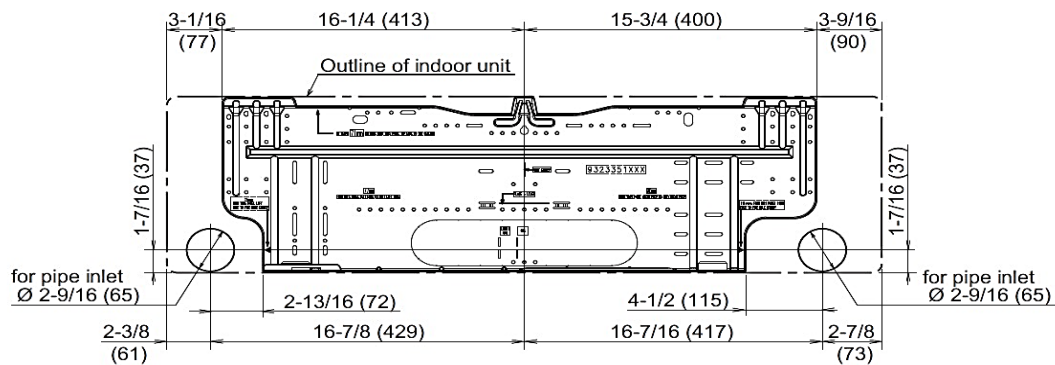 3-1/16
(77)
16-1/4 (413)
15-3/4 (400)
3-9/16
(90)
Outline of indoor unit
9323351XXX
1-7/16 (37)
1-7/16 (37)
for pipe inlet
Ø 2-9/16 (65)
for pipe inlet
Ø 2-9/16 (65)
2-13/16 (72)
4-1/2 (115)
2-3/8
(61)
16-7/8 (429)
16-7/16 (417)
2-7/8
(73)